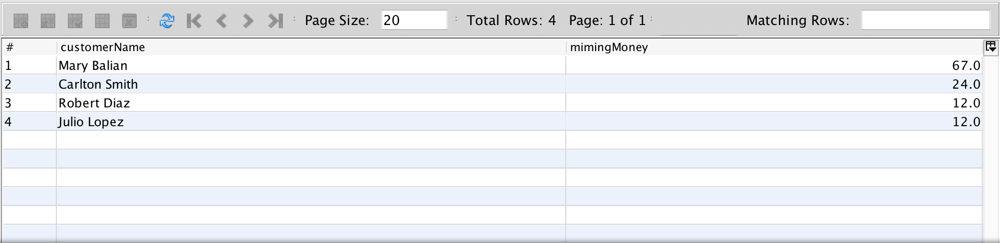 Page Size: 20 Total Rows: 4 Page: 1 of 1 Matching Rows:
# customerName mimingMoney
1 Mary Balian 67.0
2 Carlton Smith 24.0
3 Robert Diaz 12.0
4 Julio Lopez 12.0